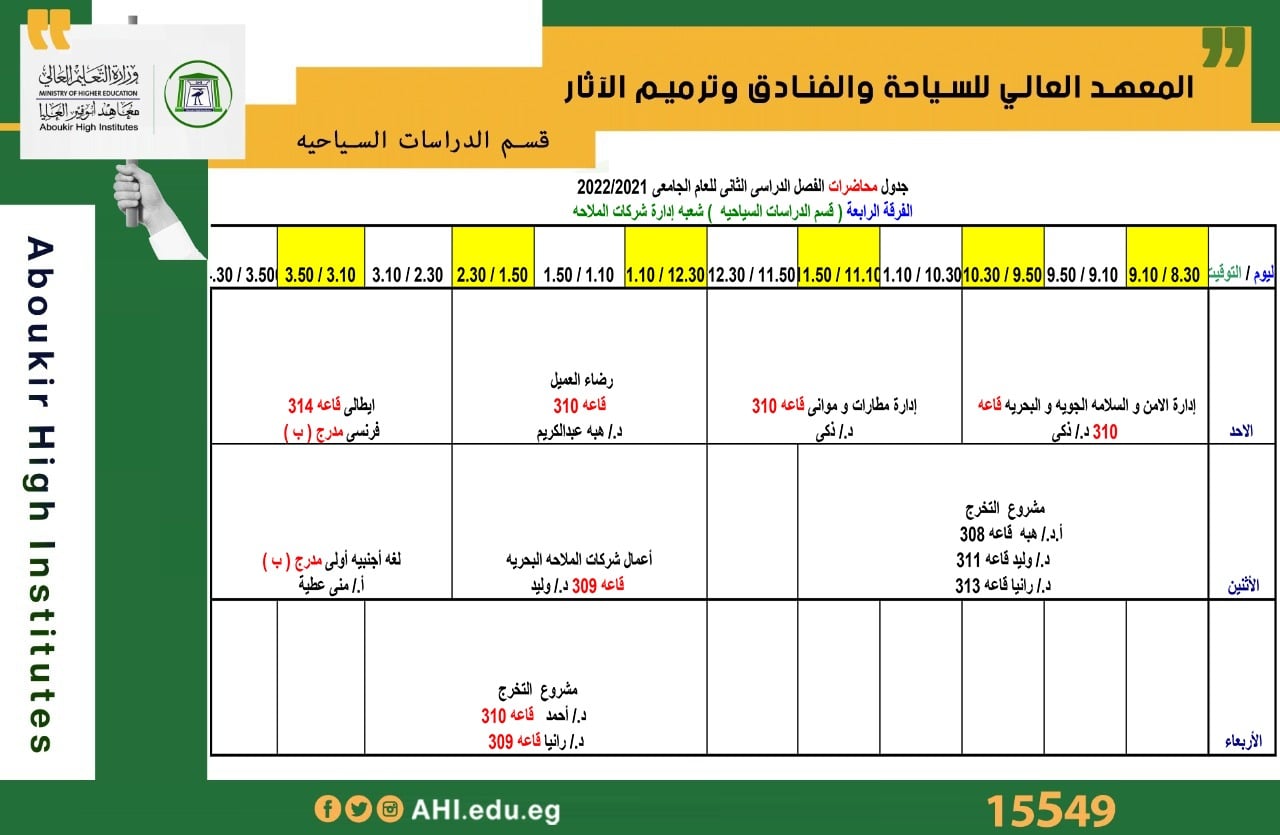 وزارة التعليم العالي
MINISTRY OF HIGHER EDUCATION
معاهد أبوقير العليا
Aboukir High Institutes
المعهد العالي للسياحة والفنادق وترميم الآثار
قسم الدراسات السياحيه
جدول محاضرات الفصل الدراسى الثانى للعام الجامعى 2022/2021
الفرقة الرابعة ( قسم الدراسات السياحيه ) شعبه إدارة شركات الملاحه
ليوم / التوقيت
9.10 / 8.30
9.50 / 9.10
10.30 / 9.50
1.10 / 10.30
1.50 / 11.10
12.30 / 11.50
1.10 / 12.30
1.50 / 1.10
2.30 / 1.50
3.10 / 2.30
3.50 / 3.10
.30 / 3.50
الاحد
إدارة الامن و السلامه الجويه و البحريه قاعه
310 د./ ذكى
إدارة مطارات و موانى قاعه 310
د./ ذكى
رضاء العميل
قاعه 310
د./ هبه عبدالكريم
ايطالى قاعه 314
فرنسى مدرج ( ب )
الأثنين
مشروع التخرج
أ.د./ هبه قاعه 308
د./ وليد قاعه 311
د./ رانيا قاعه 313
أعمال شركات الملاحه البحريه
قاعه 309 د./ وليد
لغه أجنبيه أولى مدرج ( ب )
أ./ منى عطية
الأربعاء
مشروع التخرج
د./ أحمد قاعه 310
د./ رانيا قاعه 309
Aboukir High Institutes
AHI.edu.eg
15549